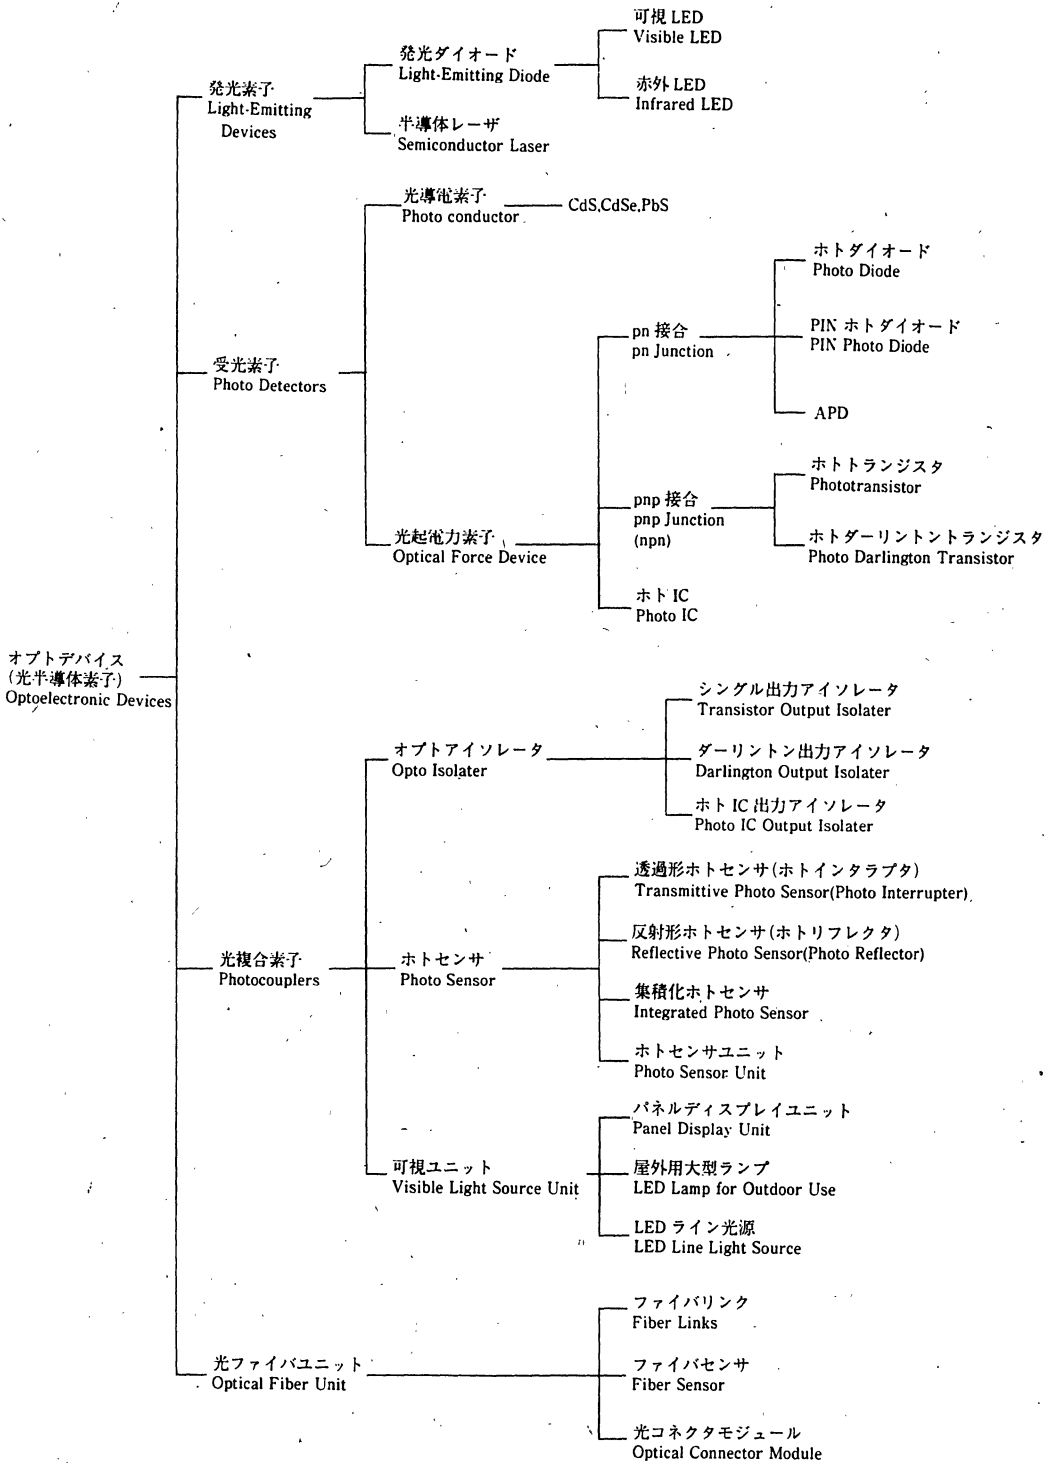 可視 LED
Visible LED
発光ダイオード
Light-Emitting Diode
赤外 LED
Infrared LED
発光素子
Light-Emitting
Devices
半導体レーザ
Semiconductor Laser
光導電素子
Photo conductor
CdS,CdSe,PbS
ホトダイオード
Photo Diode
pn 接合
pn Junction
PIN ホトダイオード
PIN Photo Diode
受光素子
Photo Detectors
APD
ホトトランジスタ
Phototransistor
pnp 接合
pnp Junction
(npn)
光起電力素子
Optical Force Device
ホトダーリントントランジスタ
Photo Darlington Transistor
ホト IC
Photo IC
オプトデバイス
(光半導体素子)
Optoelectronic Devices
シングル出力アイソレータ
Transistor Output Isolater
オプトアイソレータ
Opto Isolater
ダーリントン出力アイソレータ
Darlington Output Isolater
ホト IC 出力アイソレータ
Photo IC Output Isolater
透過形ホトセンサ(ホトインタラプタ)
Transmittive Photo Sensor(Photo Interrupter)
反射形ホトセンサ(ホトリフレクタ)
Reflective Photo Sensor(Photo Reflector)
光複合素子
Photocouplers
ホトセンサ
Photo Sensor
集積化ホトセンサ
Integrated Photo Sensor
ホトセンサユニット
Photo Sensor Unit
パネルディスプレイユニット
Panel Display Unit
可視ユニット
Visible Light Source Unit
屋外用大型ランプ
LED Lamp for Outdoor Use
LED ライン光源
LED Line Light Source
ファイバリンク
Fiber Links
光ファイバユニット
Optical Fiber Unit
ファイバセンサ
Fiber Sensor
光コネクタモジュール
Optical Connector Module